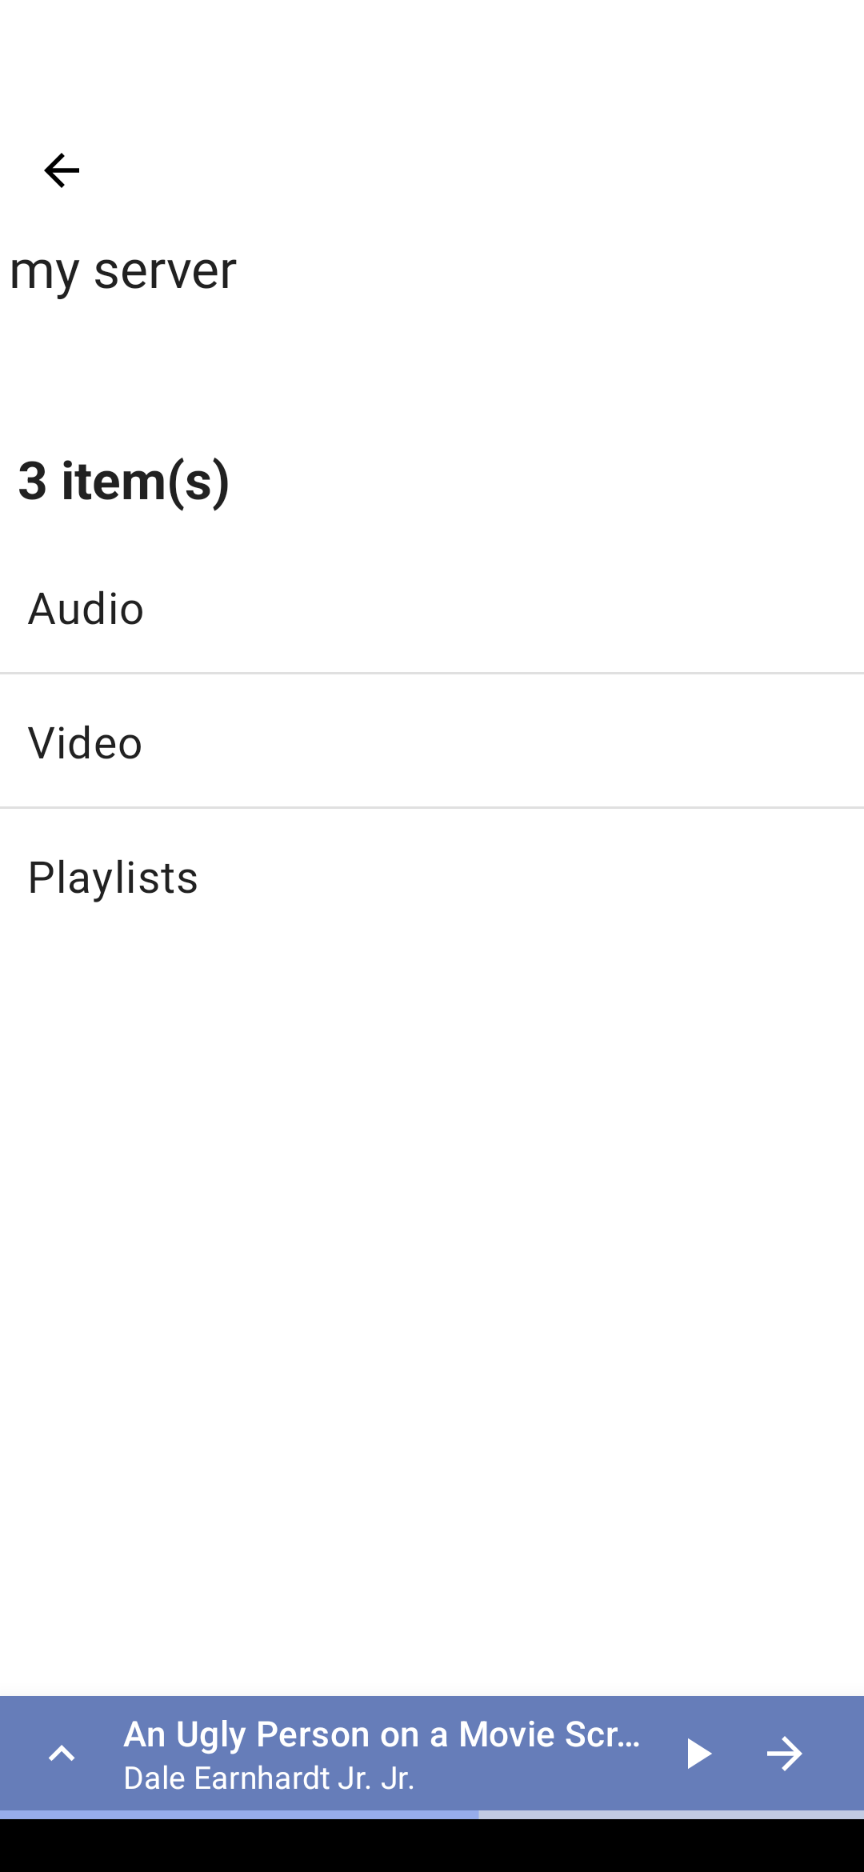 my server
3 item(s)
Audio
Video
Playlists
An Ugly Person on a Movie Scr...
Dale Earnhardt Jr. Jr.